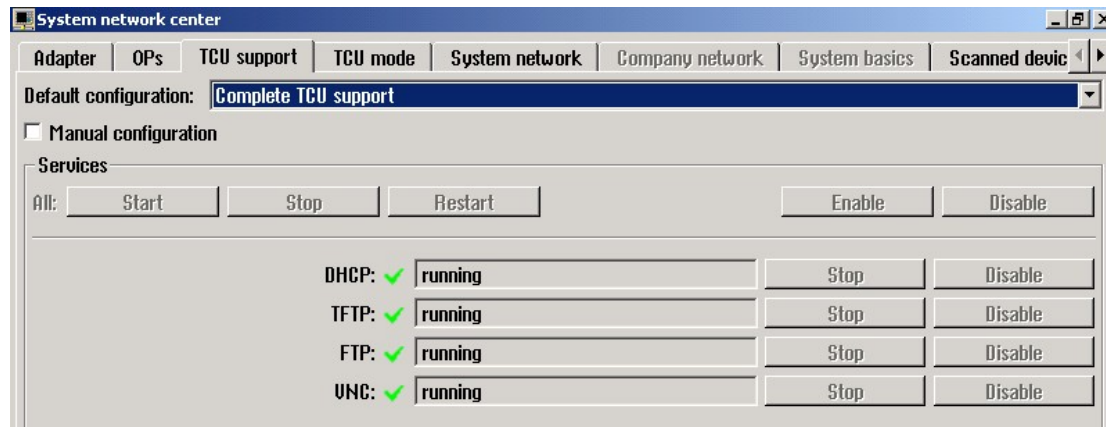 System network center
Adapter OPs TCU support TCU mode System network Company network System basics Scanned devic
Default configuration: Complete TCU support
Manual configuration
Services
All: Start Stop Restart Enable Disable
DHCP: running Stop Disable
TFTP: running Stop Disable
FTP: running Stop Disable
VNC: running Stop Disable